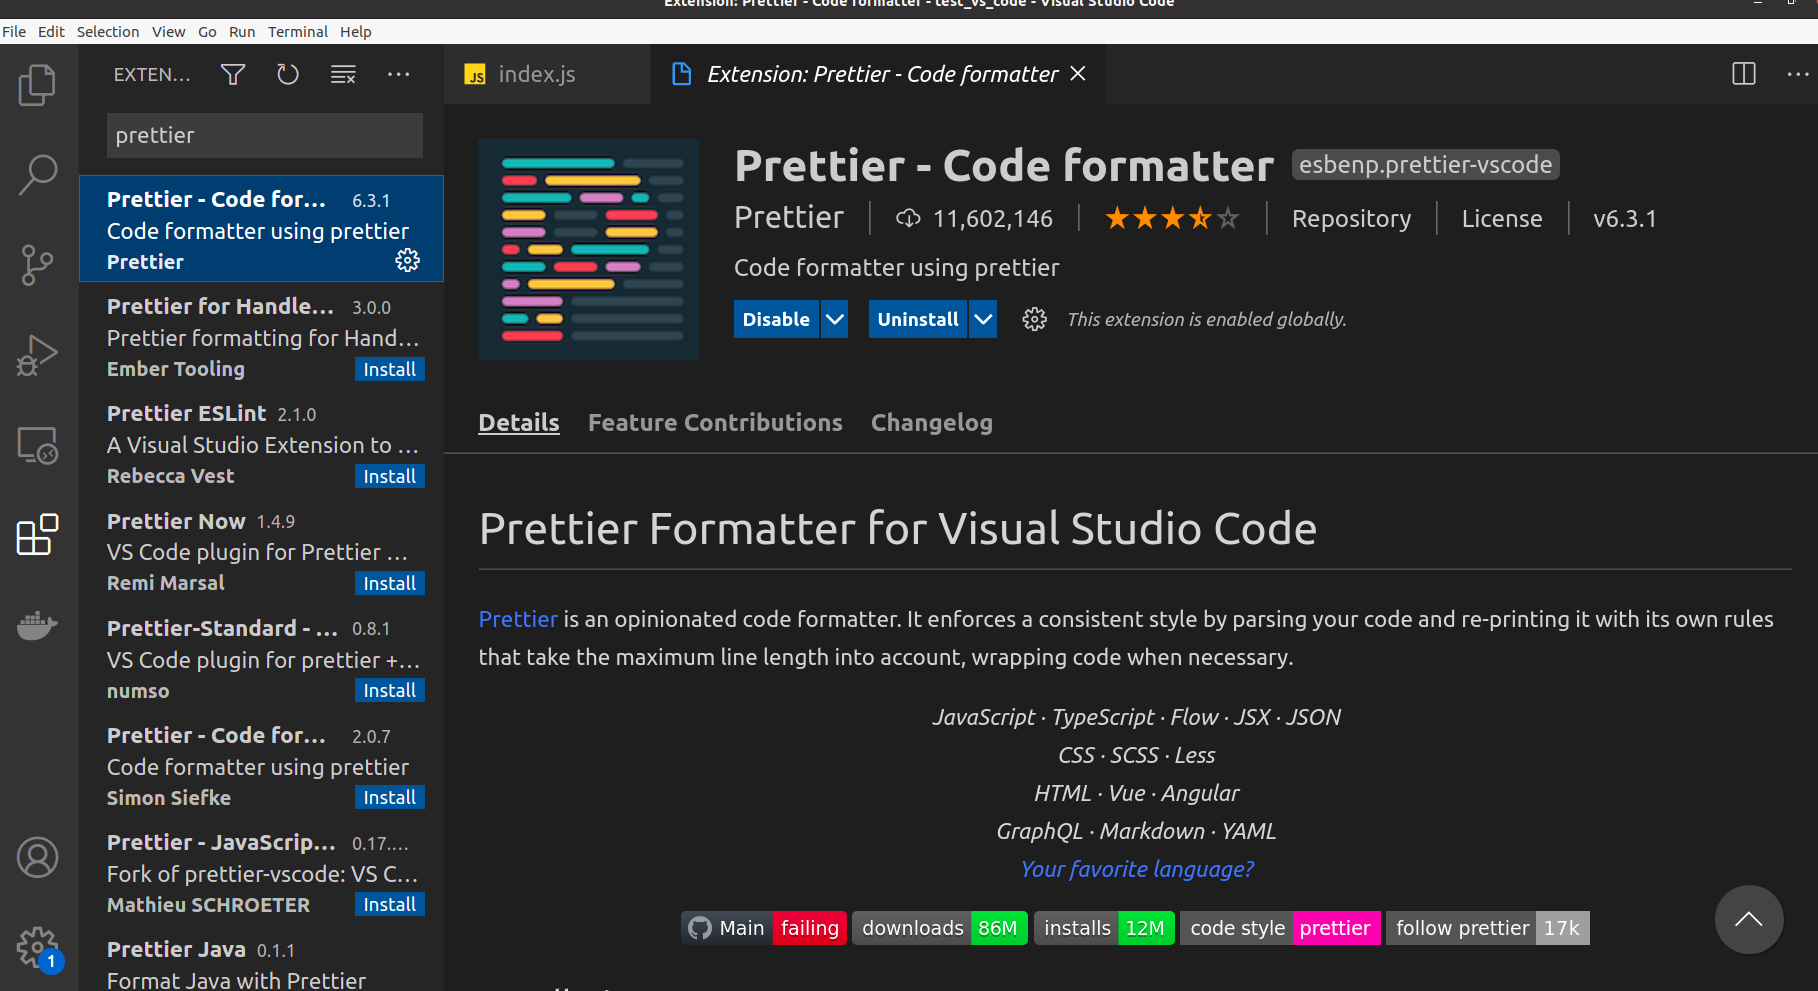 Extension: Prettier - Code formatter - test_vs_code - Visual Studio Code
File Edit Selection View Go Run Terminal Help
EXTEN...
prettier
Prettier - Code for... 6.3.1
Code formatter using prettier
Prettier
Prettier for Handle... 3.0.0
Prettier formatting for Hand...
Ember Tooling Install
Prettier ESLint 2.1.0
A Visual Studio Extension to ...
Rebecca Vest Install
Prettier Now 1.4.9
VS Code plugin for Prettier ...
Remi Marsal Install
Prettier-Standard - ... 0.8.1
VS Code plugin for prettier +...
numso Install
Prettier - Code for... 2.0.7
Code formatter using prettier
Simon Siefke Install
Prettier - JavaScrip... 0.17....
Fork of prettier-vscode: VS C...
Mathieu SCHROETER Install
Prettier Java 0.1.1
Format Java with Prettier
1
JS index.js
Extension: Prettier - Code formatter
Prettier - Code formatter esbenp.prettier-vscode
Prettier 11,602,146 Repository License v6.3.1
Code formatter using prettier
Disable Uninstall This extension is enabled globally.
Details Feature Contributions Changelog
Prettier Formatter for Visual Studio Code
Prettier is an opinionated code formatter. It enforces a consistent style by parsing your code and re-printing it with its own rules
that take the maximum line length into account, wrapping code when necessary.
JavaScript · TypeScript · Flow · JSX · JSON
CSS · SCSS · Less
HTML · Vue · Angular
GraphQL · Markdown · YAML
Your favorite language?
Main failing downloads 86M installs 12M code style prettier follow prettier 17k